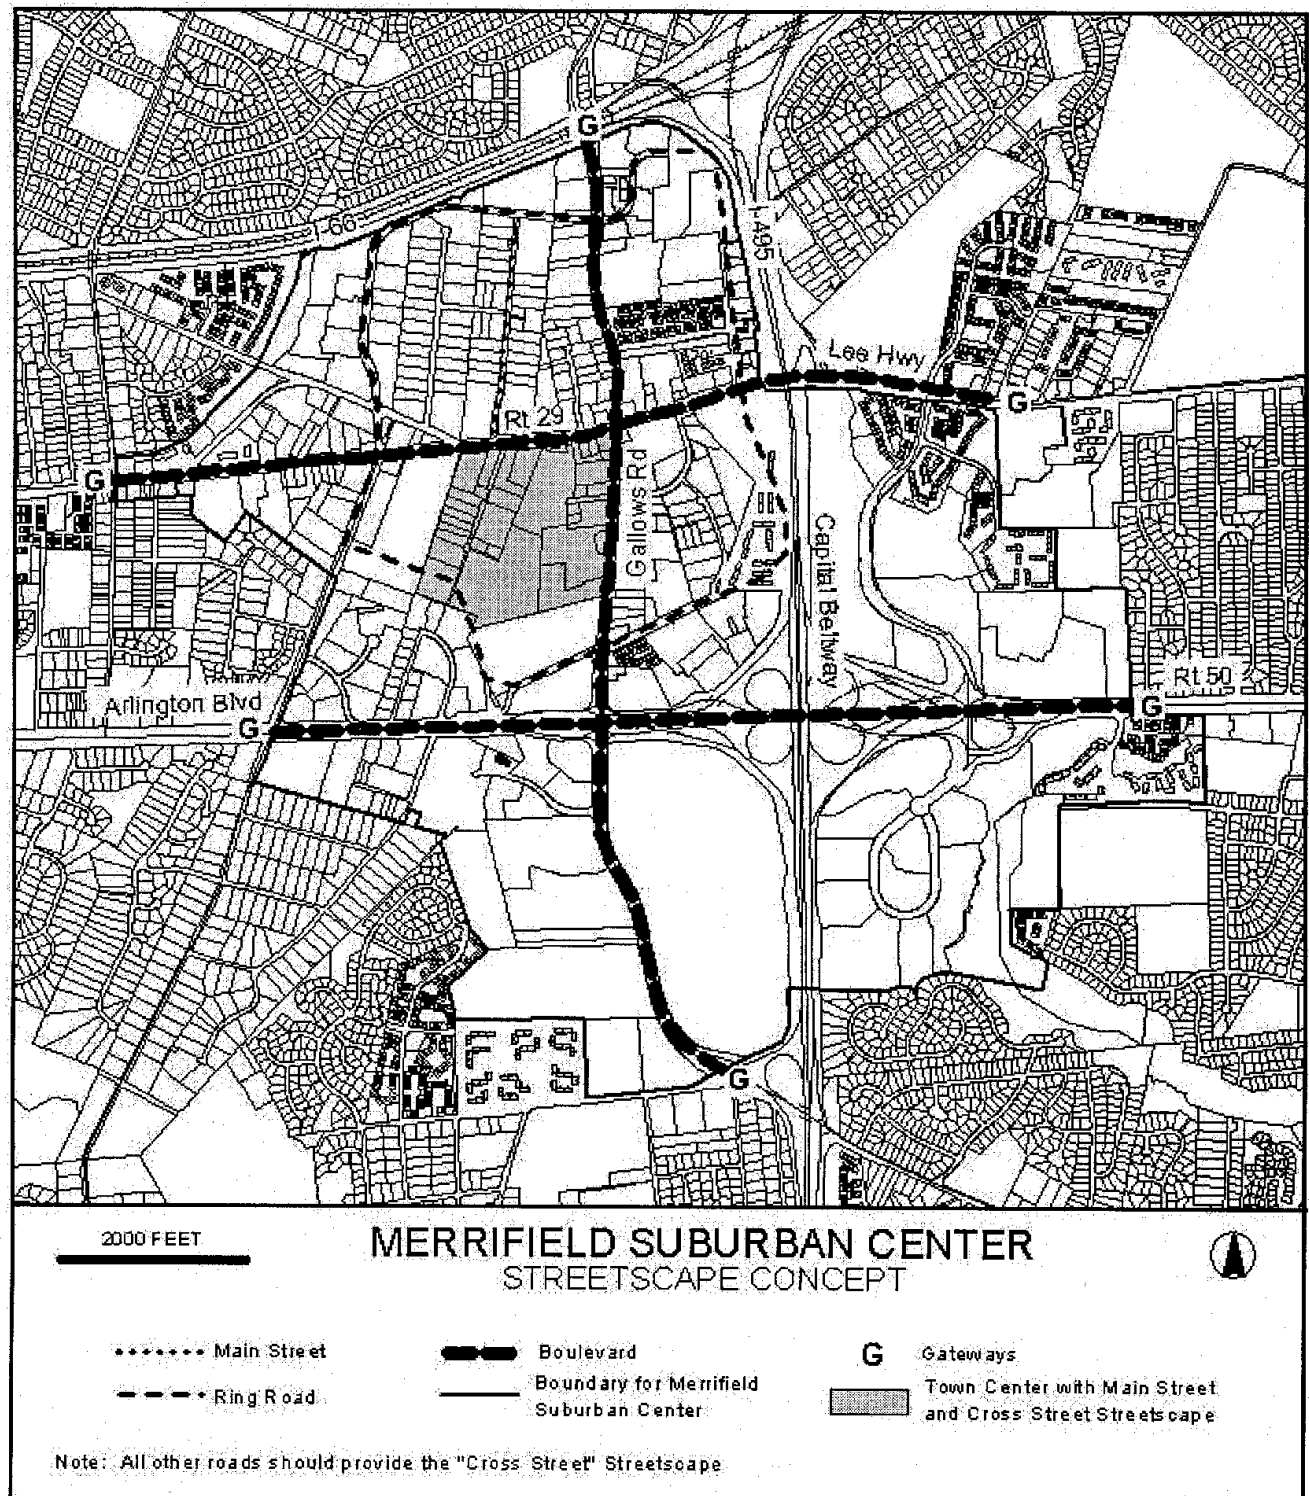 G
I-66
I-495
Lee Hwy
G
Rt 29
G
Gallows Rd
Capital Beltway
Rt 50
Arlington Blvd
G
G
G
2000 FEET
MERRIFIELD SUBURBAN CENTER
STREETSCAPE CONCEPT
Main Street
Boulevard
G Gateways
Ring Road
Boundary for Merrifield
Suburban Center
Town Center with Main Street
and Cross Street Streetscape
Note: All other roads should provide the "Cross Street" Streetscape